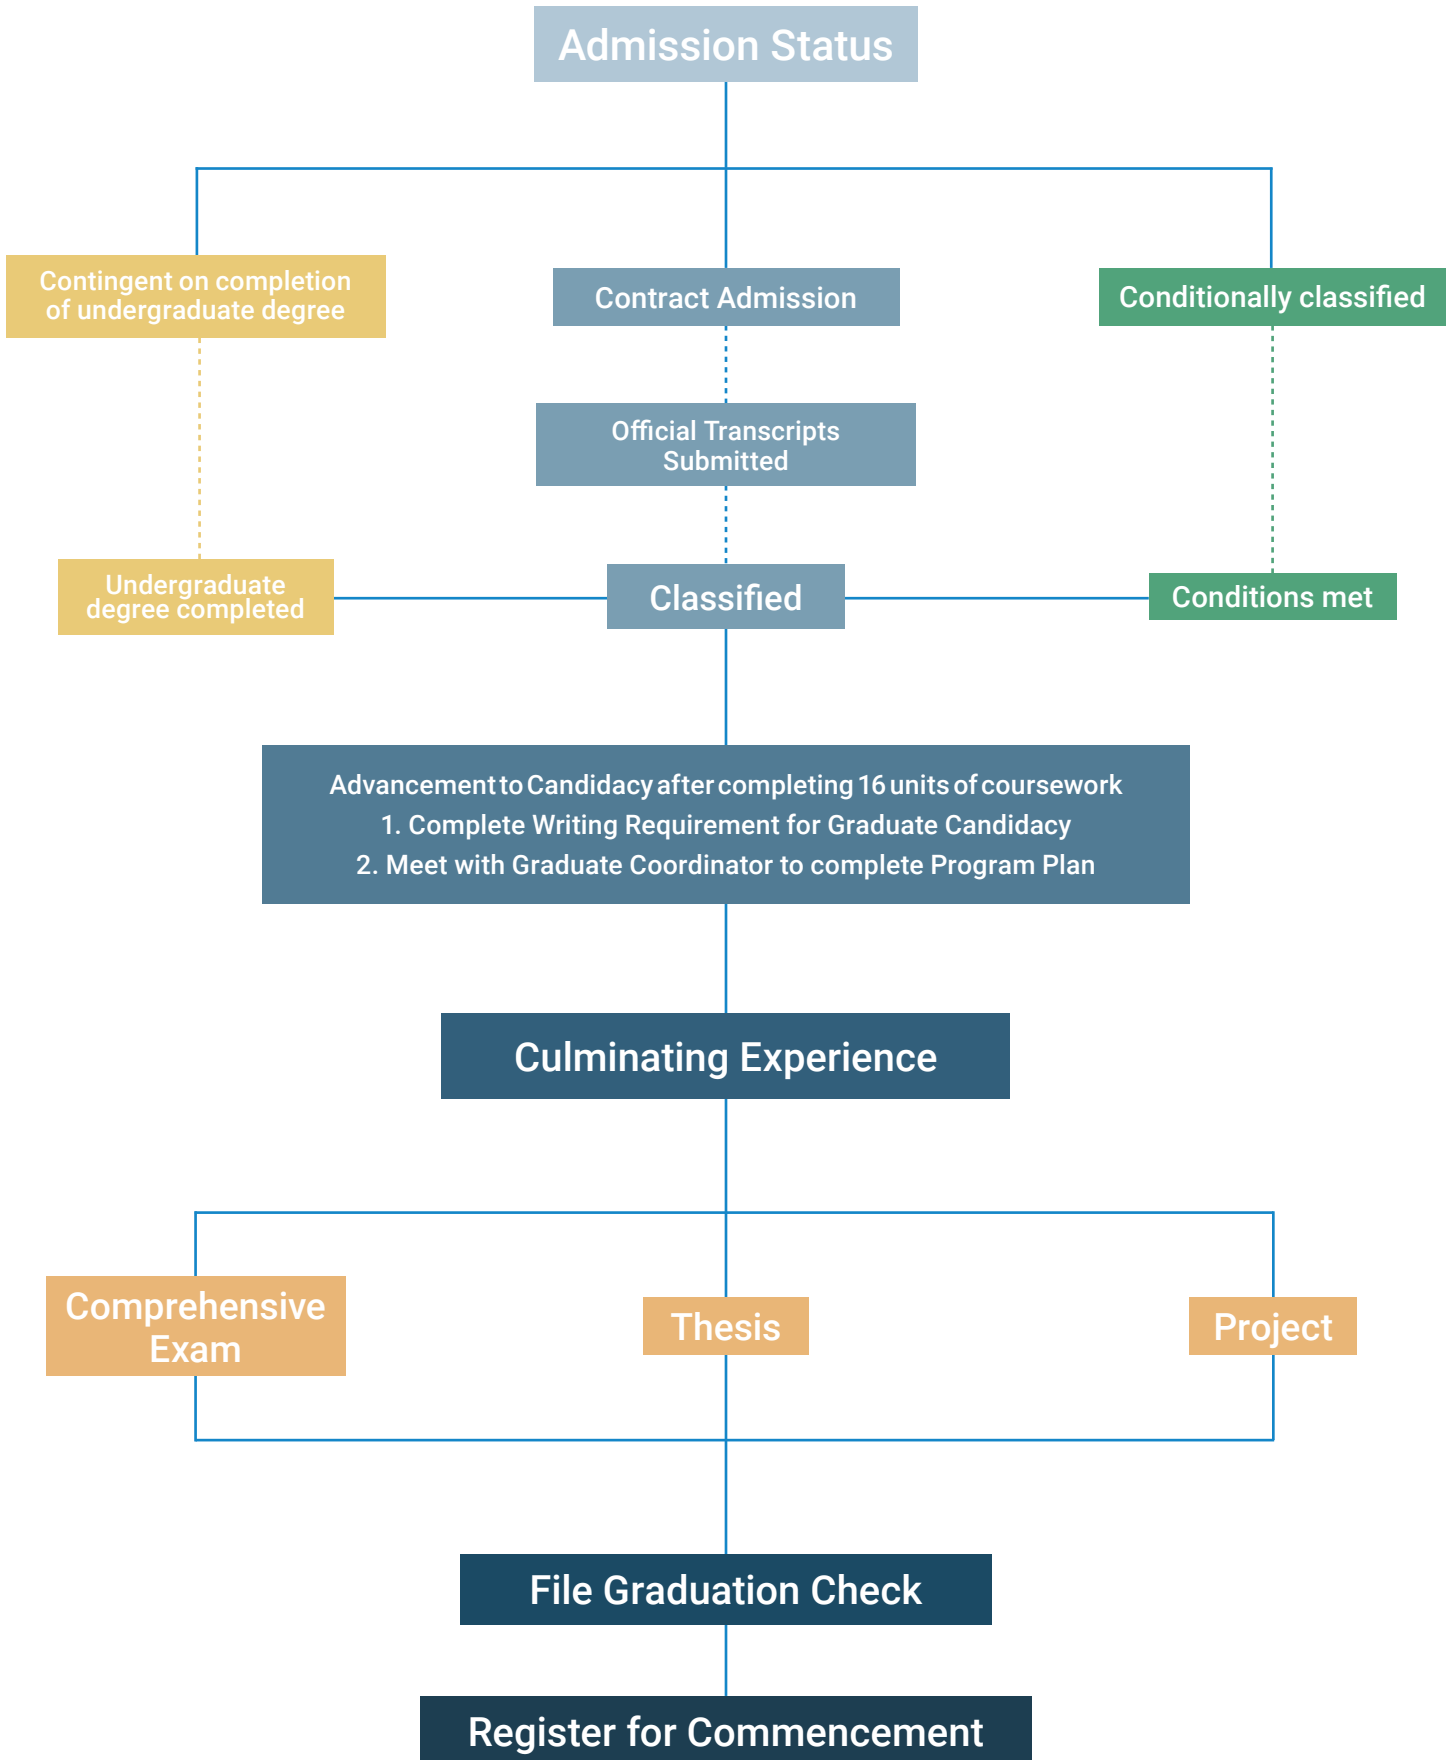 Admission Status
Contingent on completion
of undergraduate degree
Contract Admission
Conditionally classified
Official Transcripts
Submitted
Undergraduate
degree completed
Classified
Conditions met
Advancement to Candidacy after completing 16 units of coursework
1. Complete Writing Requirement for Graduate Candidacy
2. Meet with Graduate Coordinator to complete Program Plan
Culminating Experience
Comprehensive
Exam
Thesis
Project
File Graduation Check
Register for Commencement